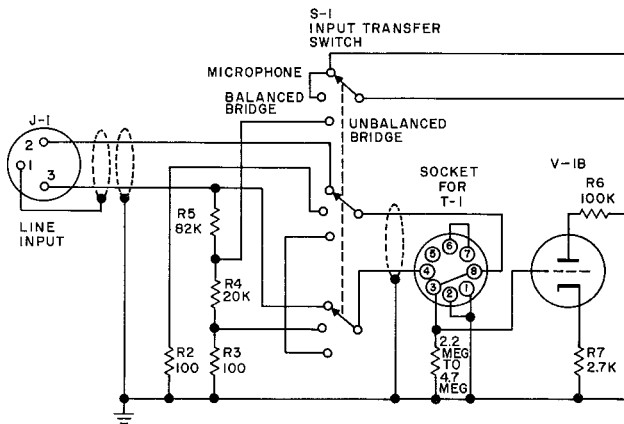 S-1
INPUT TRANSFER
SWITCH
MICROPHONE
BALANCED
BRIDGE
UNBALANCED
BRIDGE
J-1
2
1
3
LINE
INPUT
R5
82K
R4
20K
R2
100
R3
100
SOCKET
FOR
T-1
6
5
7
4
8
3
2
1
2.2
MEG
TO
4.7
MEG
V-1B
R6
100K
R7
2.7K